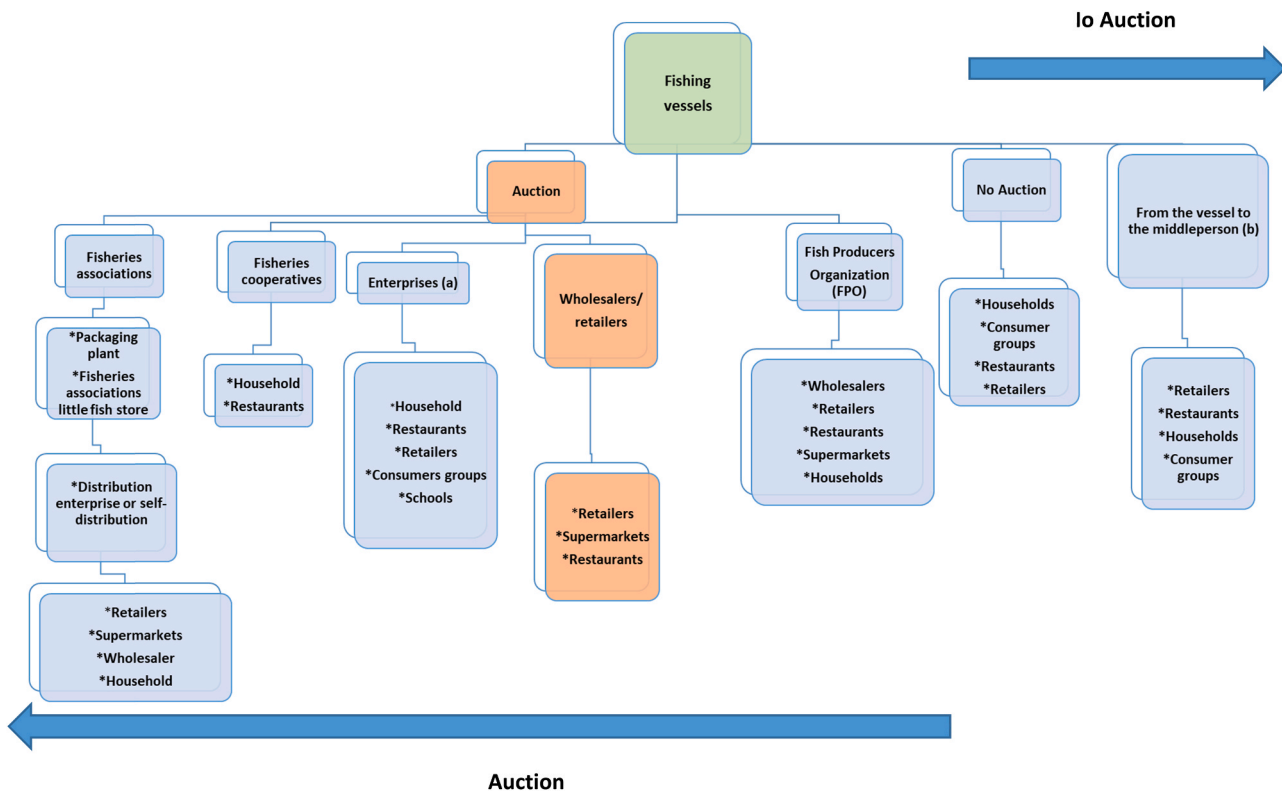 Io Auction
Fishing
vessels
Auction
No Auction
From the vessel to
the middleperson (b)
Fisheries
associations
Fisheries
cooperatives
Enterprises (a)
Wholesalers/
retailers
Fish Producers
Organization
(FPO)
*Households
*Consumer
groups
*Restaurants
*Retailers
*Packaging
plant
*Fisheries
associations
little fish store
*Household
*Restaurants
*Household
*Restaurants
*Retailers
*Consumers groups
*Schools
*Wholesalers
*Retailers
*Restaurants
*Supermarkets
*Households
*Retailers
*Restaurants
*Households
*Consumer
groups
*Distribution
enterprise or self-
distribution
*Retailers
*Supermarkets
*Restaurants
*Retailers
*Supermarkets
*Wholesaler
*Household
Auction